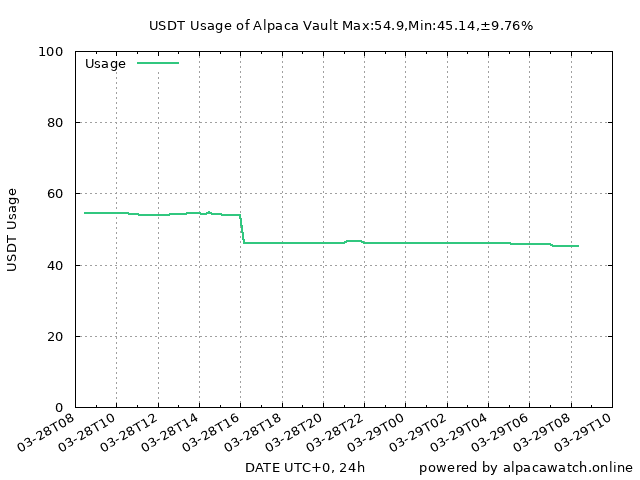 USDT Usage of Alpaca Vault Max:54.9,Min:45.14,±9.76%
Usage
100
80
60
40
20
0
USDT Usage
03-28T08
03-28T10
03-28T12
03-28T14
03-28T16
03-28T18
03-28T20
03-28T22
03-29T00
03-29T02
03-29T04
03-29T06
03-29T08
03-29T10
DATE UTC+0, 24h
powered by alpacawatch.online